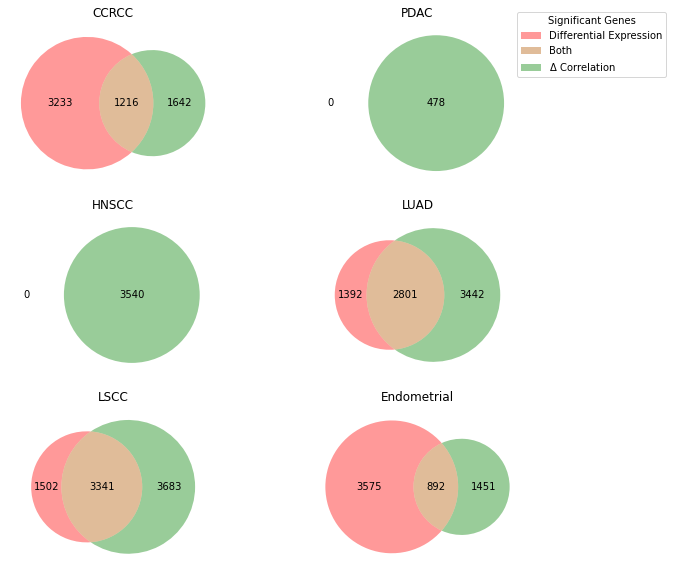 CCRCC
3233
1216
1642
PDAC
0
478
Significant Genes
Differential Expression
Both
Δ Correlation
HNSCC
0
3540
LUAD
1392
2801
3442
LSCC
1502
3341
3683
Endometrial
3575
892
1451